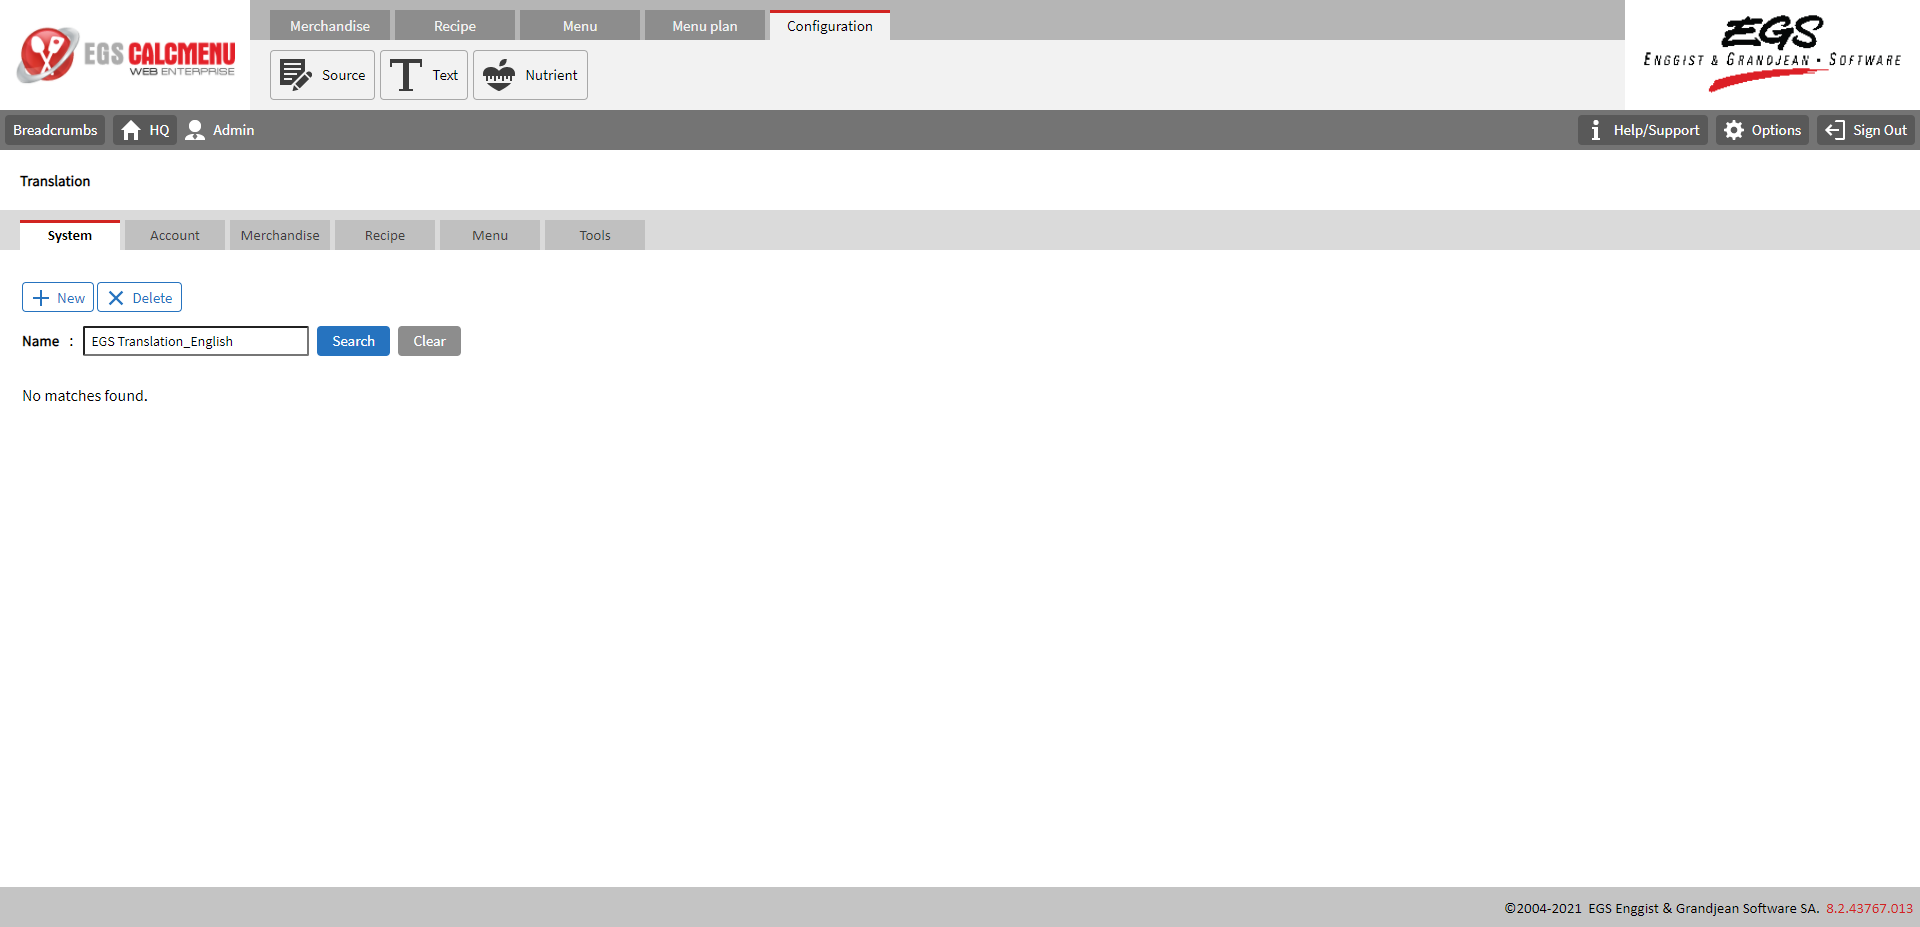 EGS CALCMENU
WEB ENTERPRISE
Merchandise Recipe Menu Menu plan Configuration
Source Text Nutrient
EGS
ENGGIST & GRANDJEAN • SOFTWARE
Breadcrumbs HQ Admin Help/Support Options Sign Out
Translation
System Account Merchandise Recipe Menu Tools
New Delete
Name : EGS Translation_English Search Clear
No matches found.
©2004-2021 EGS Enggist & Grandjean Software SA. 8.2.43767.013